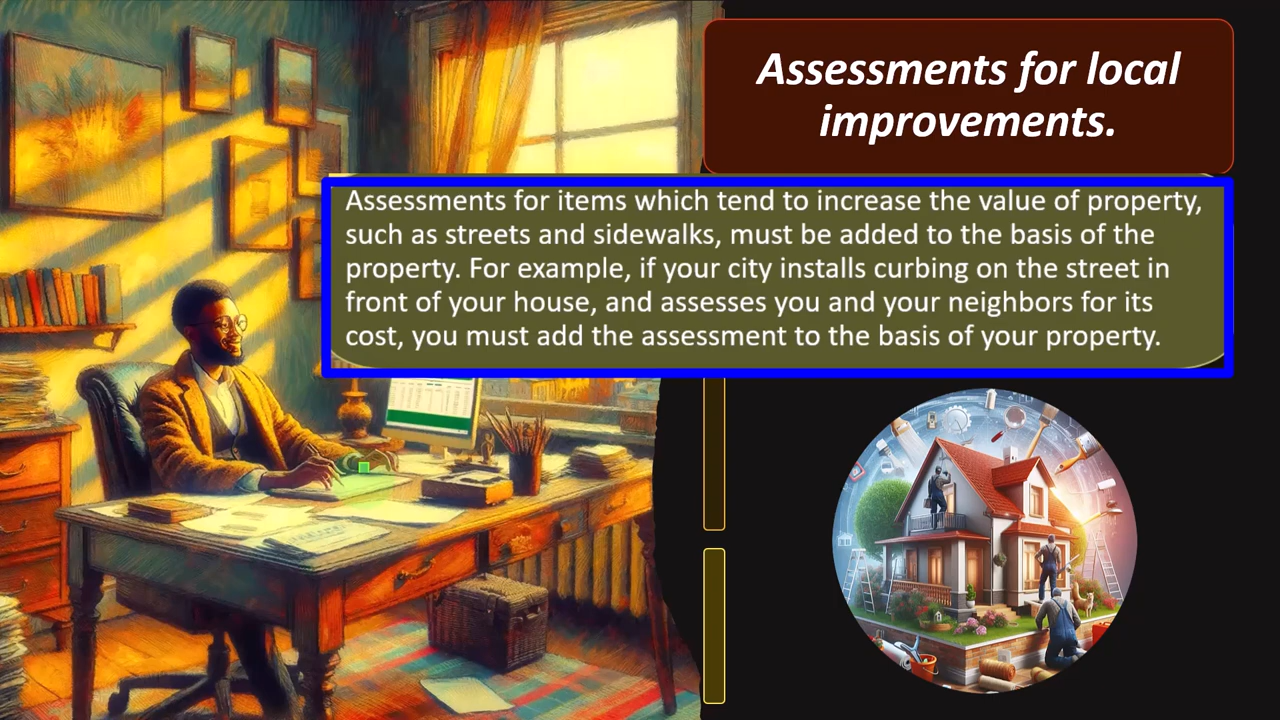 Assessments for local
improvements.
Assessments for items which tend to increase the value of property,
such as streets and sidewalks, must be added to the basis of the
property. For example, if your city installs curbing on the street in
front of your house, and assesses you and your neighbors for its
cost, you must add the assessment to the basis of your property.